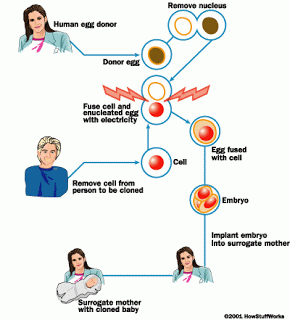 Remove nucleus
Human egg donor
Donor egg
Fuse cell and
enucleated egg
with electricity
Egg fused
with cell
Cell
Remove cell from
person to be cloned
Embryo
Implant embryo
Into surrogate mother
Surrogate mother
with cloned baby
©2001 HowStuffWorks